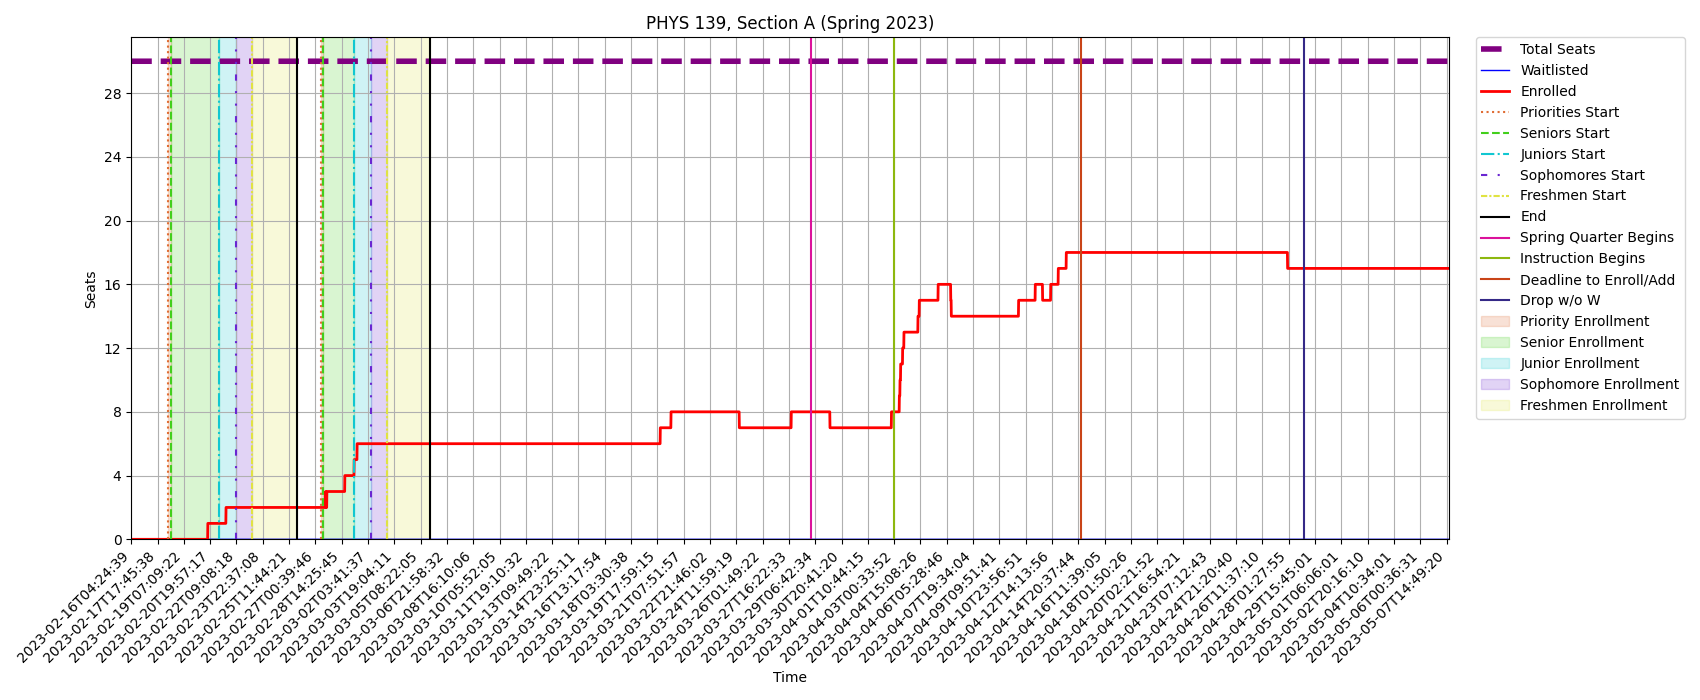 PHYS 139, Section A (Spring 2023)
Seats
28
24
20
16
12
8
4
0
2023-02-16T04:24:39
2023-02-17T17:45:38
2023-02-19T07:09:22
2023-02-20T19:57:17
2023-02-22T09:08:18
2023-02-23T22:37:08
2023-02-25T11:44:21
2023-02-27T00:39:46
2023-02-28T14:25:45
2023-03-02T03:41:37
2023-03-03T19:04:11
2023-03-05T08:22:05
2023-03-06T21:58:32
2023-03-08T16:10:06
2023-03-10T05:52:05
2023-03-11T19:10:32
2023-03-13T09:49:22
2023-03-14T23:25:11
2023-03-16T13:17:54
2023-03-18T03:30:38
2023-03-19T17:59:15
2023-03-21T07:51:57
2023-03-22T21:46:02
2023-03-24T11:59:19
2023-03-26T01:49:22
2023-03-27T16:22:33
2023-03-29T06:42:34
2023-03-30T20:41:20
2023-04-01T10:44:15
2023-04-03T00:33:52
2023-04-04T15:08:26
2023-04-06T05:28:46
2023-04-07T19:34:04
2023-04-09T09:51:41
2023-04-10T23:56:51
2023-04-12T14:13:56
2023-04-14T20:37:44
2023-04-16T11:39:05
2023-04-18T01:50:26
2023-04-20T02:21:52
2023-04-21T16:54:21
2023-04-23T07:12:43
2023-04-24T21:20:40
2023-04-26T11:37:10
2023-04-28T01:27:55
2023-04-29T15:45:01
2023-05-01T06:06:01
2023-05-02T20:16:10
2023-05-04T10:34:01
2023-05-06T00:36:31
2023-05-07T14:49:20
Time
Total Seats
Waitlisted
Enrolled
Priorities Start
Seniors Start
Juniors Start
Sophomores Start
Freshmen Start
End
Spring Quarter Begins
Instruction Begins
Deadline to Enroll/Add
Drop w/o W
Priority Enrollment
Senior Enrollment
Junior Enrollment
Sophomore Enrollment
Freshmen Enrollment